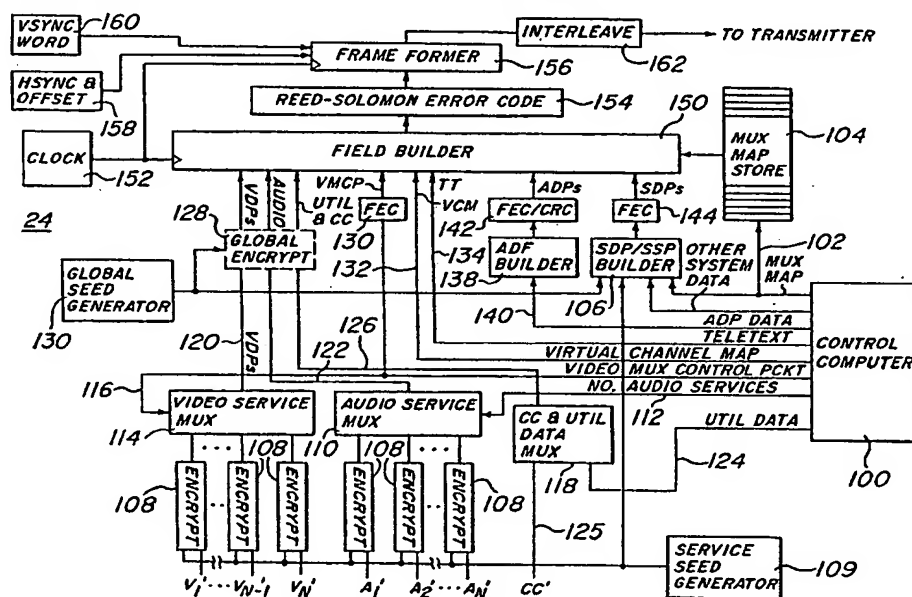 VSYNC WORD
160
HSYNC & OFFSET
158
CLOCK
152
24
INTERLEAVE
162
TO TRANSMITTER
FRAME FORMER
156
REED-SOLOMON ERROR CODE
154
150
FIELD BUILDER
MUX MAP STORE
104
VDPs
AUDIO
UTIL & CC
VMCP
TT
VCM
ADPs
SDPs
128
GLOBAL ENCRYPT
FEC
130
132
134
FEC/CRC
142
FEC
144
ADF BUILDER
138
SDP/SSP BUILDER
106
OTHER SYSTEM DATA
102
MUX MAP
GLOBAL SEED GENERATOR
130
120
VDPs
126
122
140
ADP DATA
TELETEXT
VIRTUAL CHANNEL MAP
VIDEO MUX CONTROL PCKT
NO. AUDIO SERVICES
112
UTIL DATA
CONTROL COMPUTER
100
116
VIDEO SERVICE MUX
114
AUDIO SERVICE MUX
110
CC & UTIL DATA MUX
118
124
125
108
108
108
108
108
ENCRYPT
ENCRYPT
ENCRYPT
ENCRYPT
ENCRYPT
ENCRYPT
V1' ... VN-1' VN'
A1' A2' ... AN'
CC'
SERVICE SEED GENERATOR
109